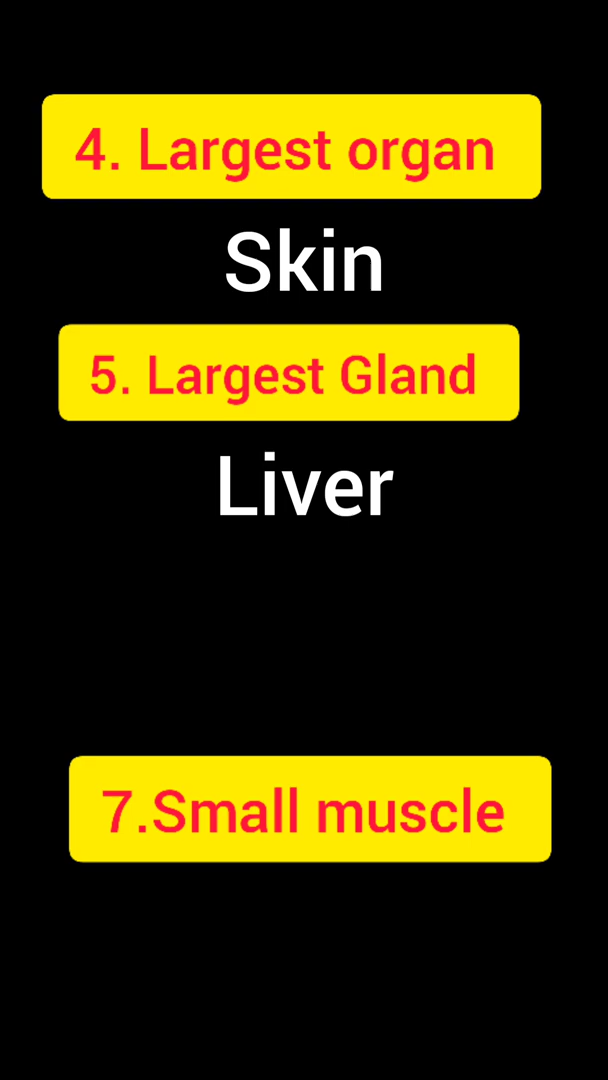 4. Largest organ
Skin
5. Largest Gland
Liver
7.Small muscle